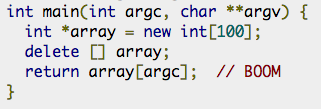 int main(int argc, char **argv) {
  int *array = new int[100];
  delete [] array;
  return array[argc];  // BOOM
}